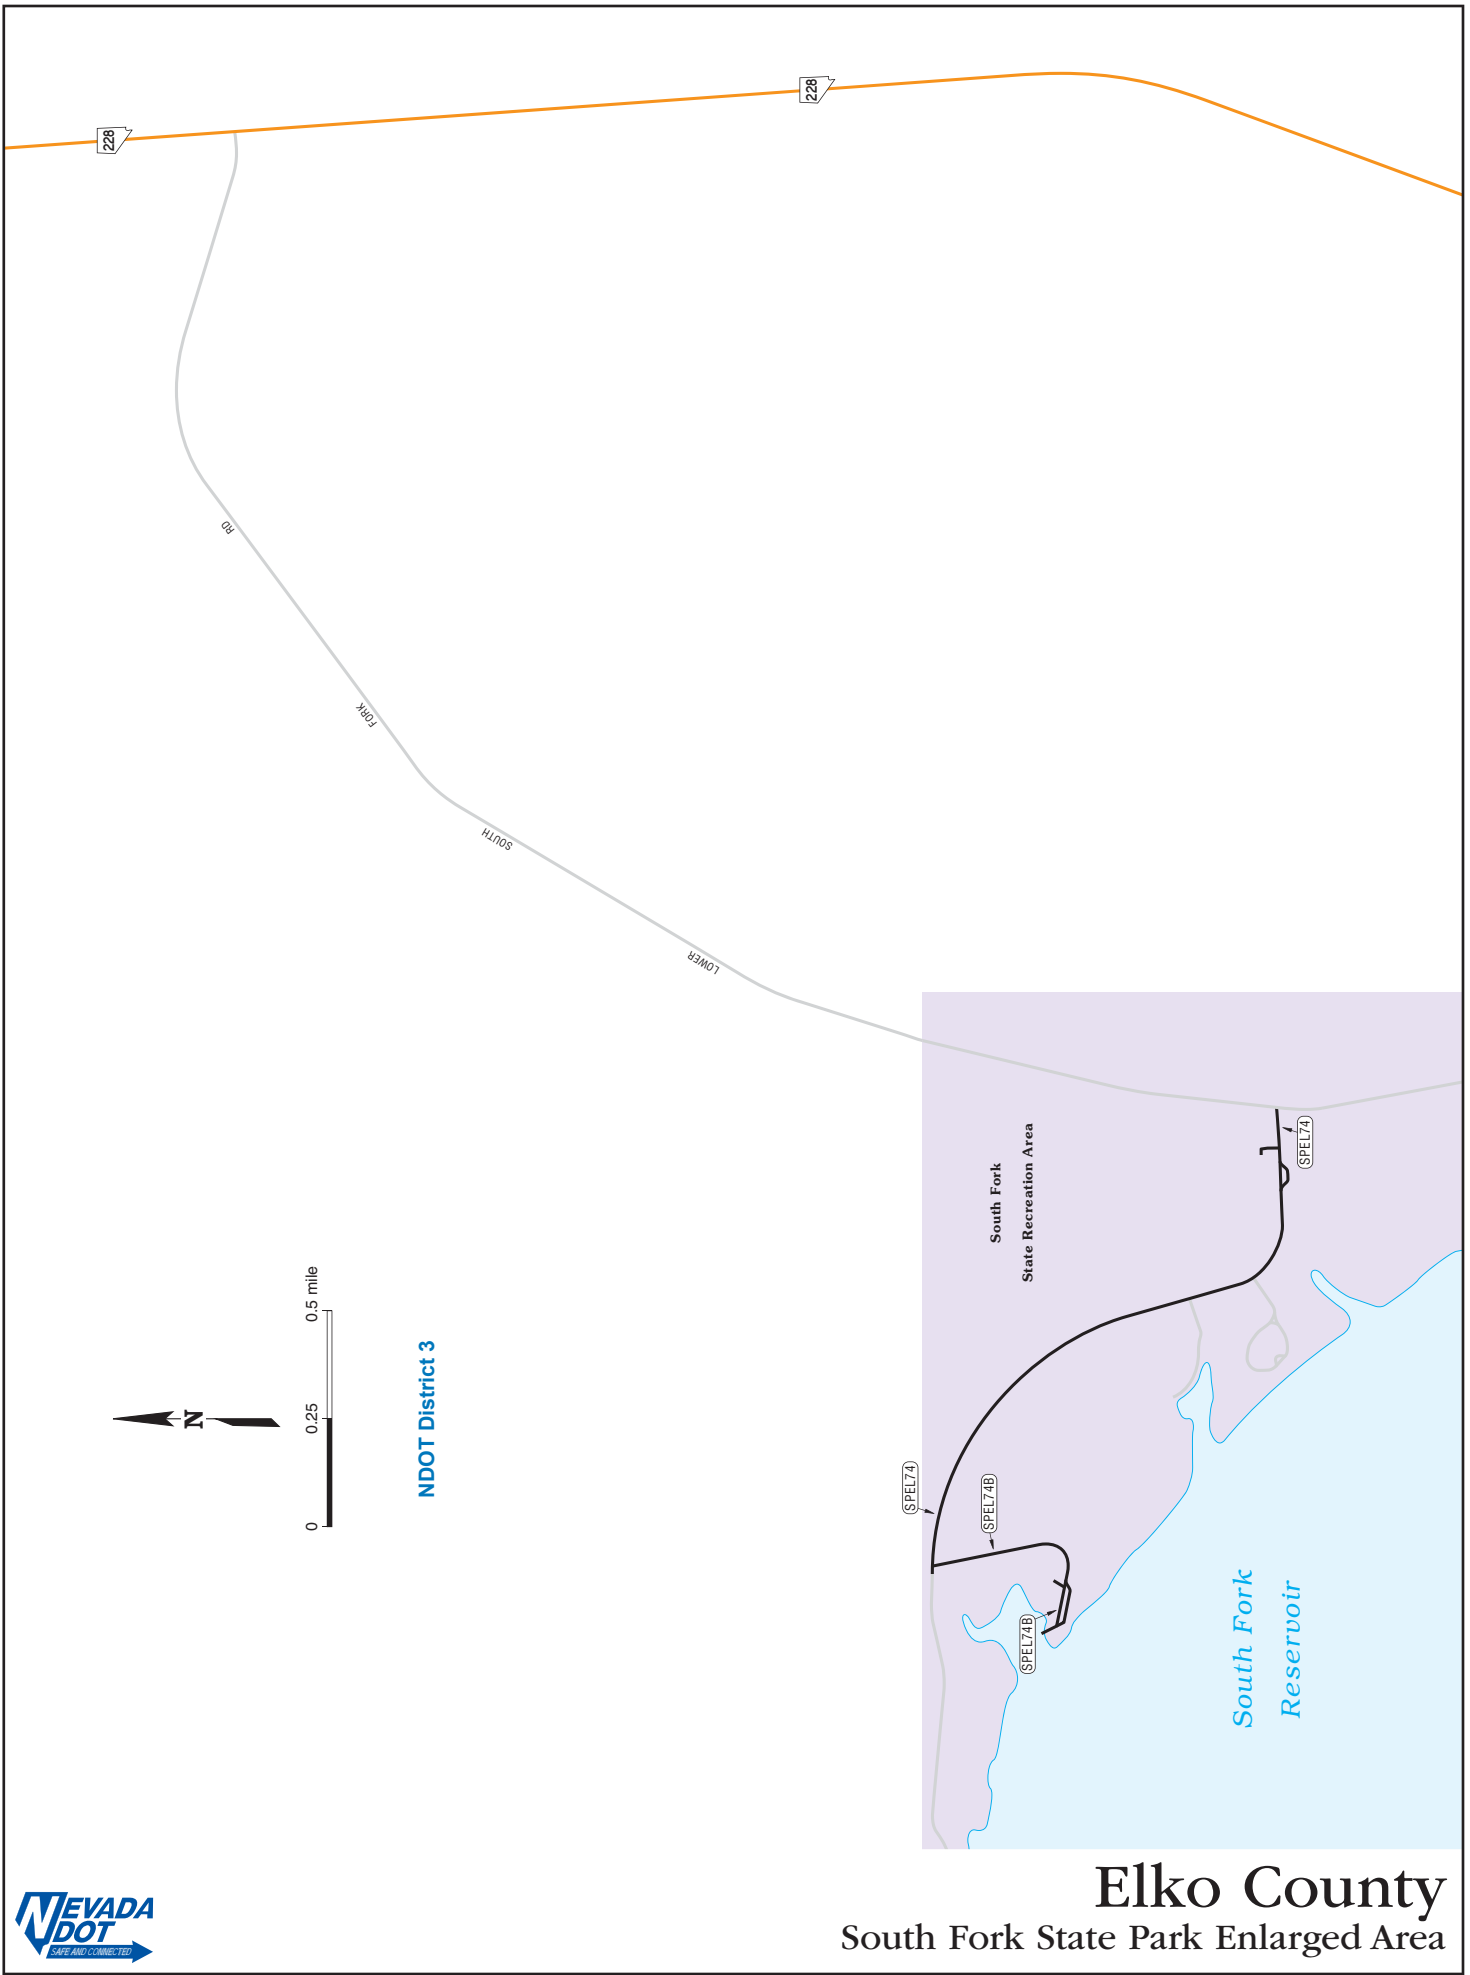 228
228
RD
FORK
SOUTH
LOWER
South Fork
State Recreation Area
SPEL74
0
0.25
0.5 mile
N
NDOT District 3
SPEL74
SPEL74B
SPEL74B
South Fork
Reservoir
NEVADA
DOT
SAFE AND CONNECTED
Elko County
South Fork State Park Enlarged Area